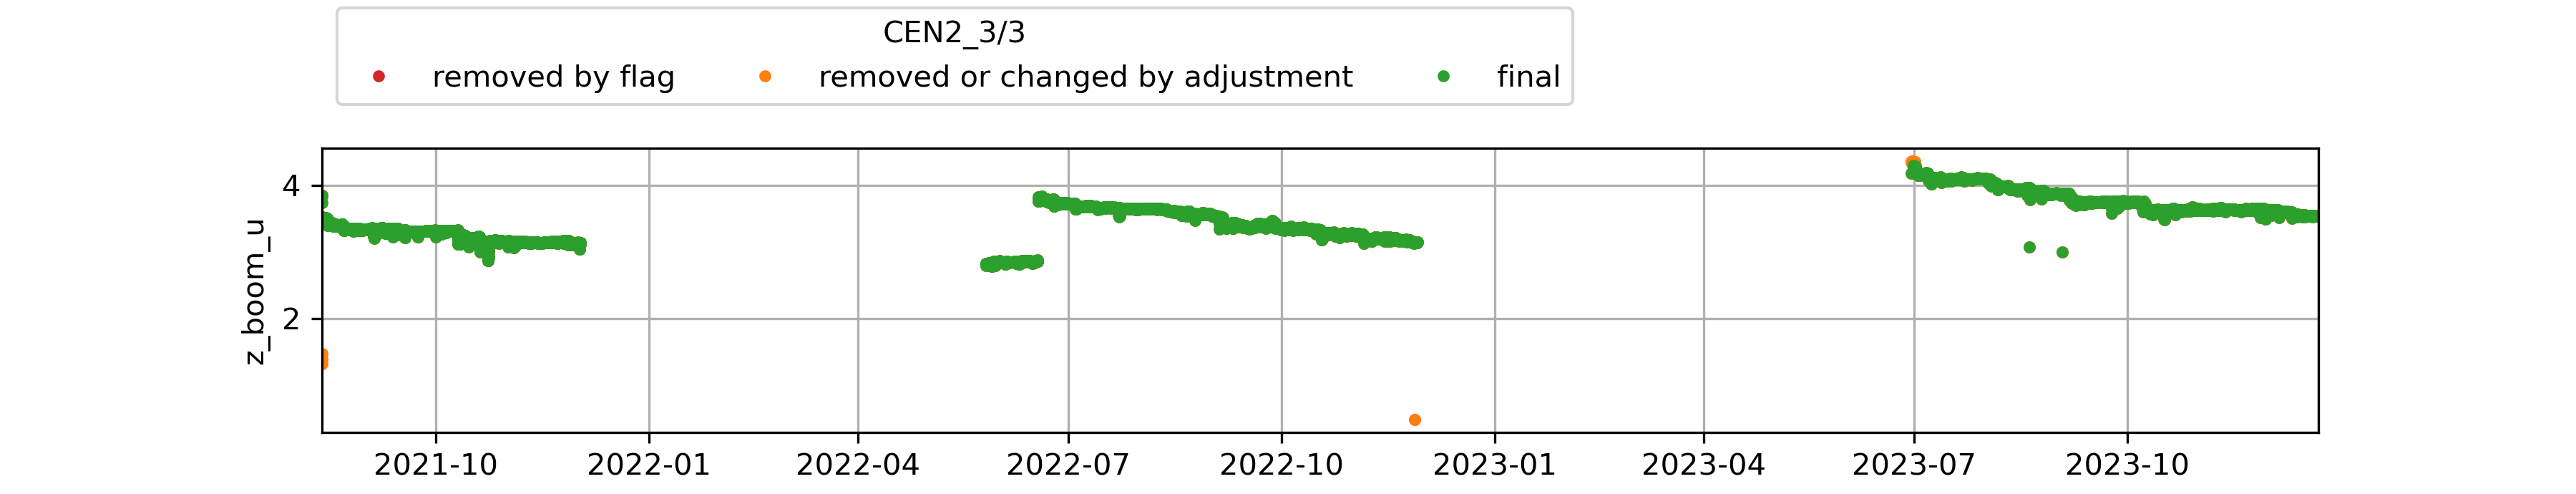 CEN2_3/3
removed by flag removed or changed by adjustment final
z_boom_u
4
2
2021-10 2022-01 2022-04 2022-07 2022-10 2023-01 2023-04 2023-07 2023-10